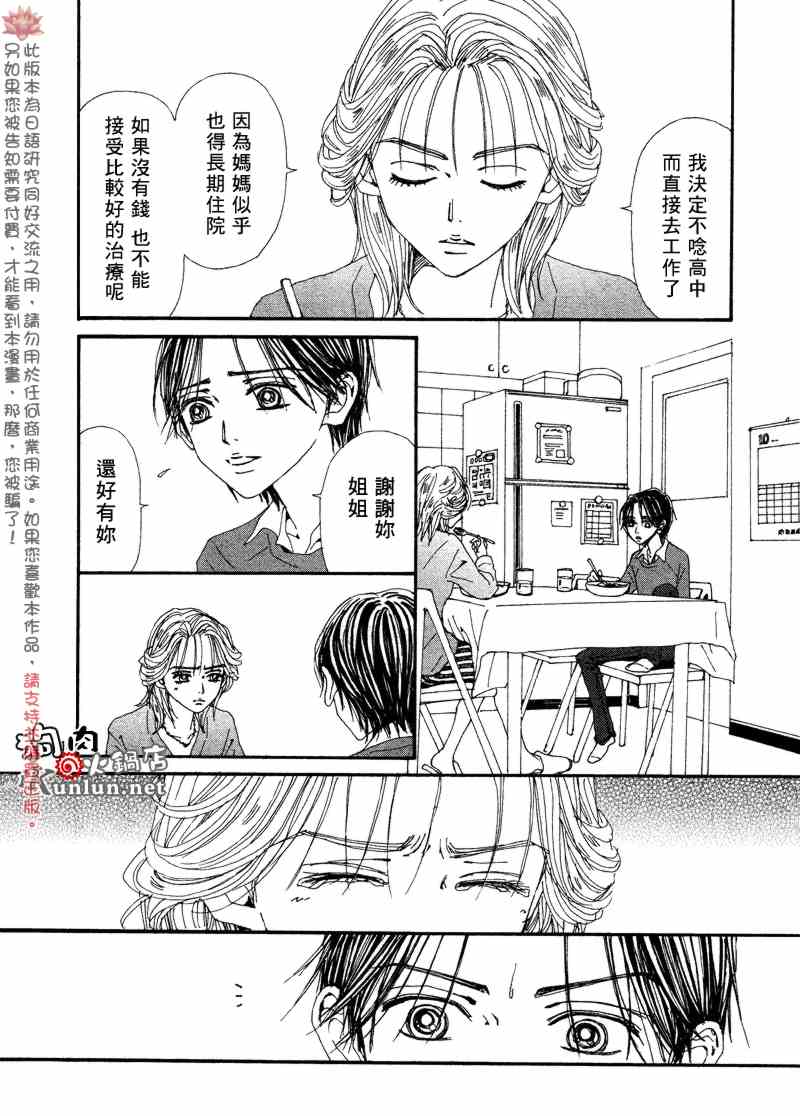 我決定不唸高中
而直接去工作了
因為媽媽似乎
也得長期住院
如果沒有錢 也不能
接受比較好的治療呢
謝謝妳
姐姐
還好有妳
10
此版本為日語研究同好交流之用，請勿用於任何商業用途。如果您喜歡本作品，請支持並購買正版。
另如果您被告知需要付費，才能看到本漫畫，那麼，您被騙了！
狗肉
火鍋店
Kunlun.net